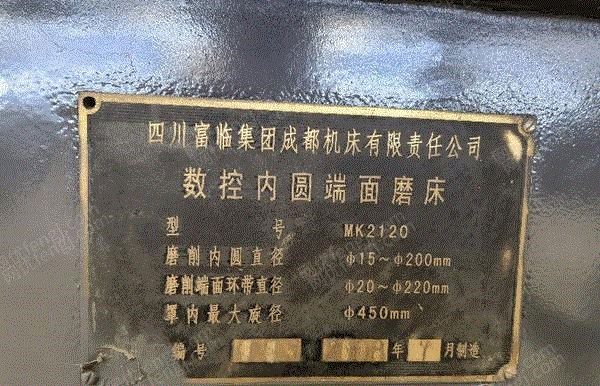 四川富临集团成都机床有限责任公司
数控内圆端面磨床
型号 MK2120
磨削内圆直径 Φ15～Φ200mm
磨削端面环带直径 Φ20～Φ220mm
罩内最大旋径 Φ450mm
编号 年7月制造